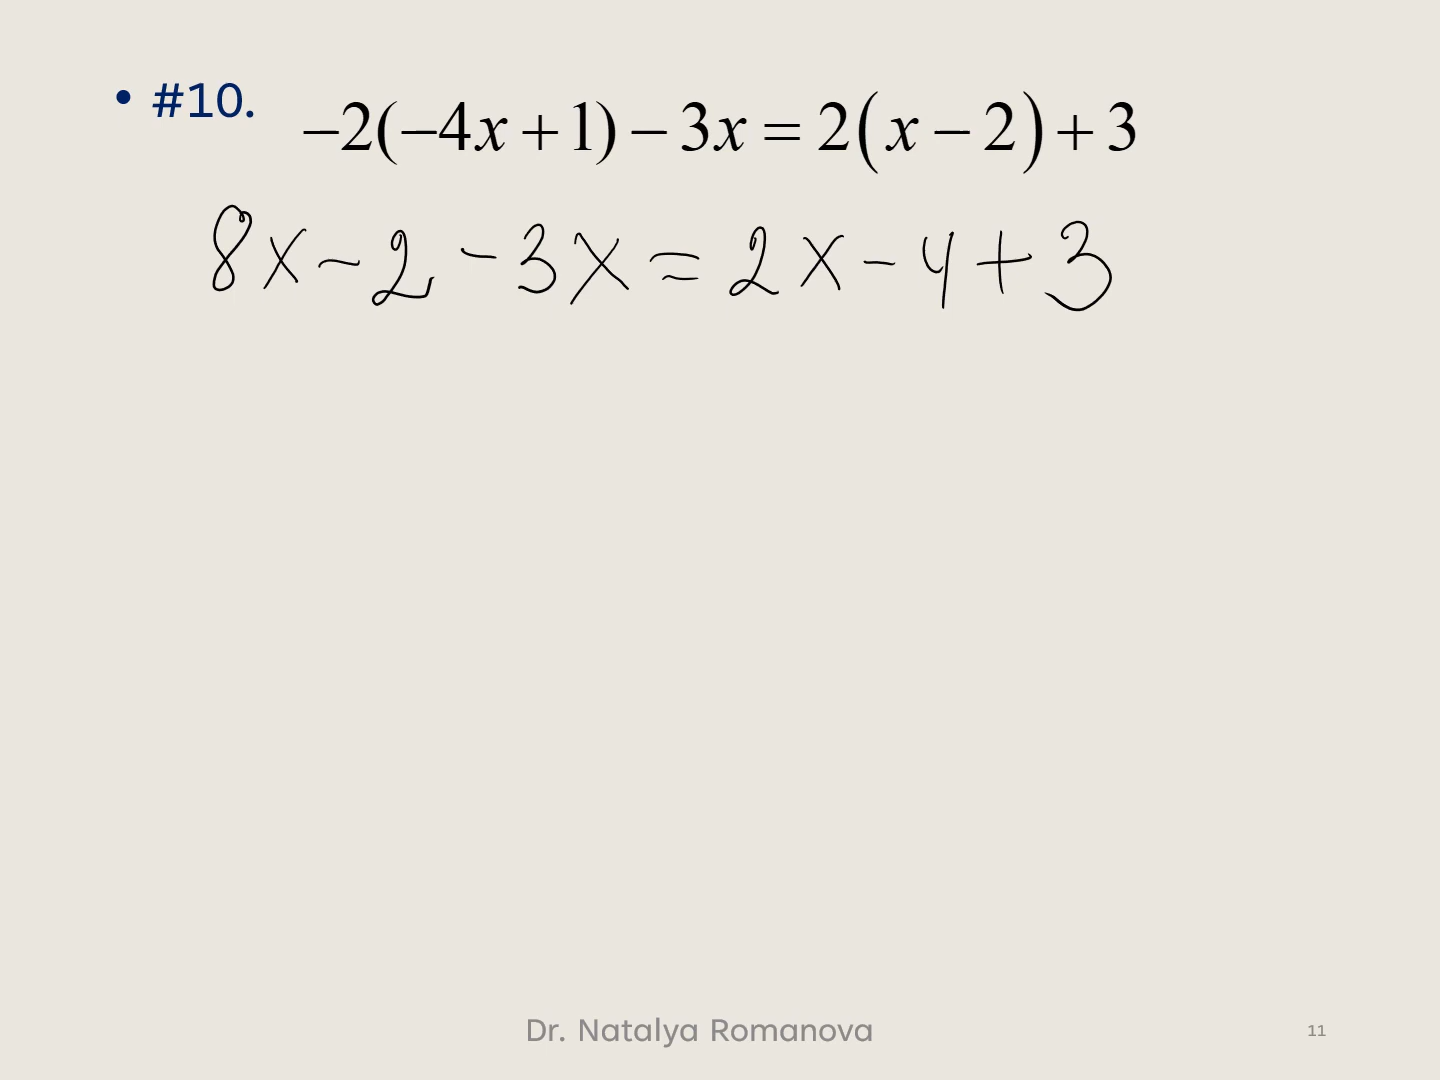 • #10. −2(−4x + 1) − 3x = 2(x − 2) + 3
8x − 2 − 3x = 2x − 4 + 3
Dr. Natalya Romanova
11